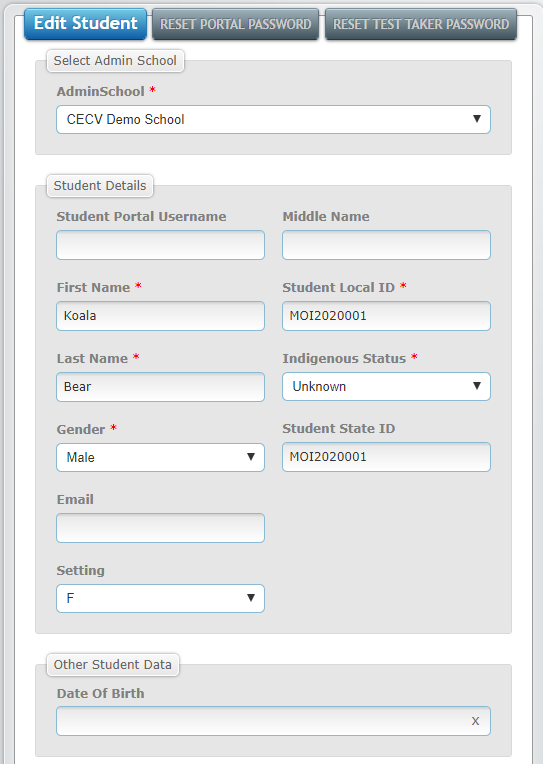 Edit Student RESET PORTAL PASSWORD RESET TEST TAKER PASSWORD
Select Admin School
AdminSchool *
CECV Demo School ▼
Student Details
Student Portal Username Middle Name
First Name * Student Local ID *
Koala MOI2020001
Last Name * Indigenous Status *
Bear Unknown ▼
Gender * Student State ID
Male ▼ MOI2020001
Email
Setting
F ▼
Other Student Data
Date Of Birth
x